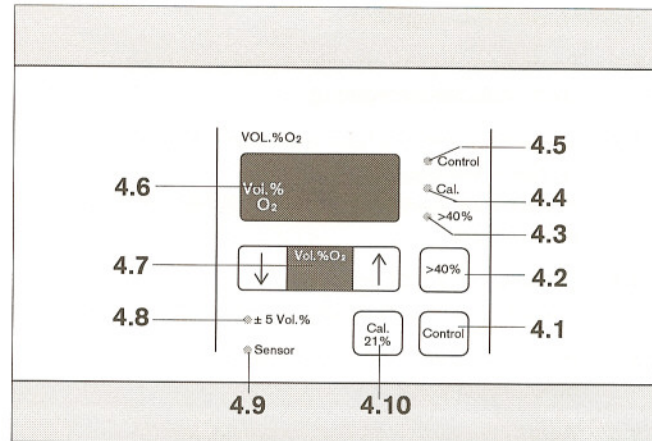 VOL.%O₂
4.5
Control
4.6
Vol.%
O₂
Cal.
4.4
>40%
4.3
4.7
Vol.%O₂
↓
↑
>40%
4.2
4.8
± 5 Vol.%
Cal.
21%
Control
4.1
Sensor
4.9
4.10